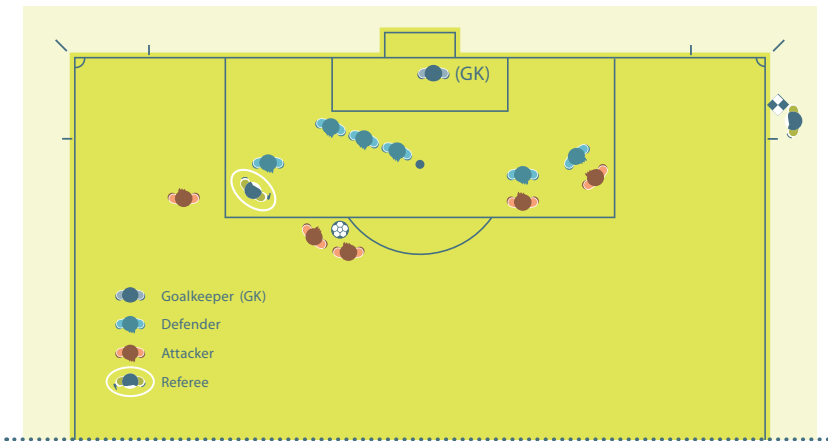 (GK)
Goalkeeper (GK)
Defender
Attacker
Referee